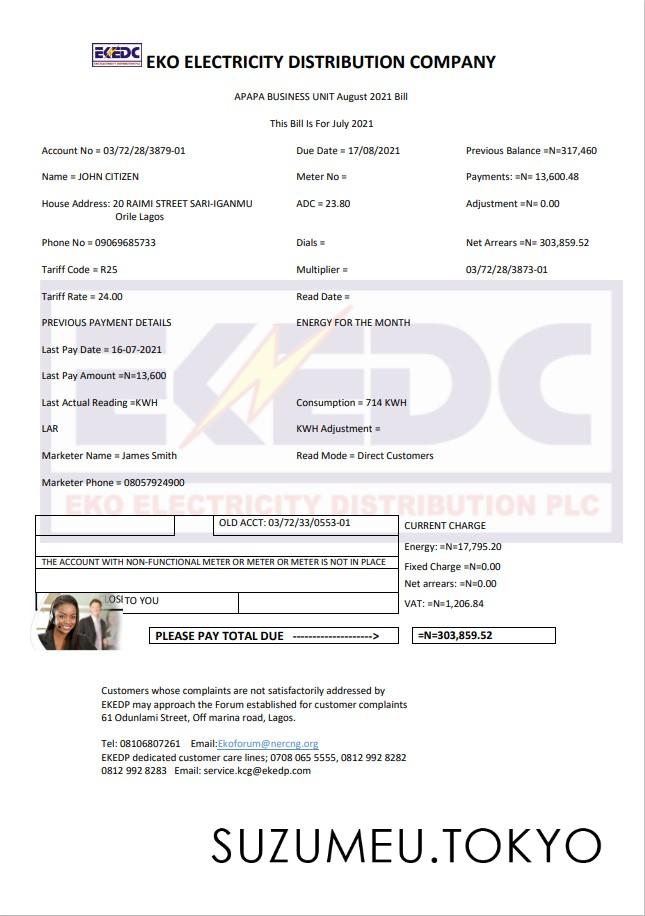 EKEDC
EKO ELECTRICITY DISTRIBUTION PLC
EKO ELECTRICITY DISTRIBUTION COMPANY
APAPA BUSINESS UNIT August 2021 Bill
This Bill Is For July 2021
Account No = 03/72/28/3879-01 Due Date = 17/08/2021 Previous Balance =N=317,460
Name = JOHN CITIZEN Meter No = Payments: =N= 13,600.48
House Address: 20 RAIMI STREET SARI-IGANMU ADC = 23.80 Adjustment =N= 0.00
Orile Lagos
Phone No = 09069685733 Dials = Net Arrears =N= 303,859.52
Tariff Code = R25 Multiplier = 03/72/28/3873-01
Tariff Rate = 24.00 Read Date =
PREVIOUS PAYMENT DETAILS ENERGY FOR THE MONTH
Last Pay Date = 16-07-2021
Last Pay Amount =N=13,600
EKEDC
Last Actual Reading =KWH Consumption = 714 KWH
LAR KWH Adjustment =
Marketer Name = James Smith Read Mode = Direct Customers
Marketer Phone = 08057924900
EKO ELECTRICITY DISTRIBUTION PLC
OLD ACCT: 03/72/33/0553-01 CURRENT CHARGE
Energy: =N=17,795.20
THE ACCOUNT WITH NON-FUNCTIONAL METER OR METER OR METER IS NOT IN PLACE Fixed Charge =N=0.00
Net arrears: =N=0.00
TO YOU VAT: =N=1,206.84
PLEASE PAY TOTAL DUE --------------------> =N=303,859.52
Customers whose complaints are not satisfactorily addressed by
EKEDP may approach the Forum established for customer complaints
61 Odunlami Street, Off marina road, Lagos.
Tel: 08106807261 Email:Ekoforum@nercng.org
EKEDP dedicated customer care lines; 0708 065 5555, 0812 992 8282
0812 992 8283 Email: service.kcg@ekedp.com
SUZUMEU.TOKYO